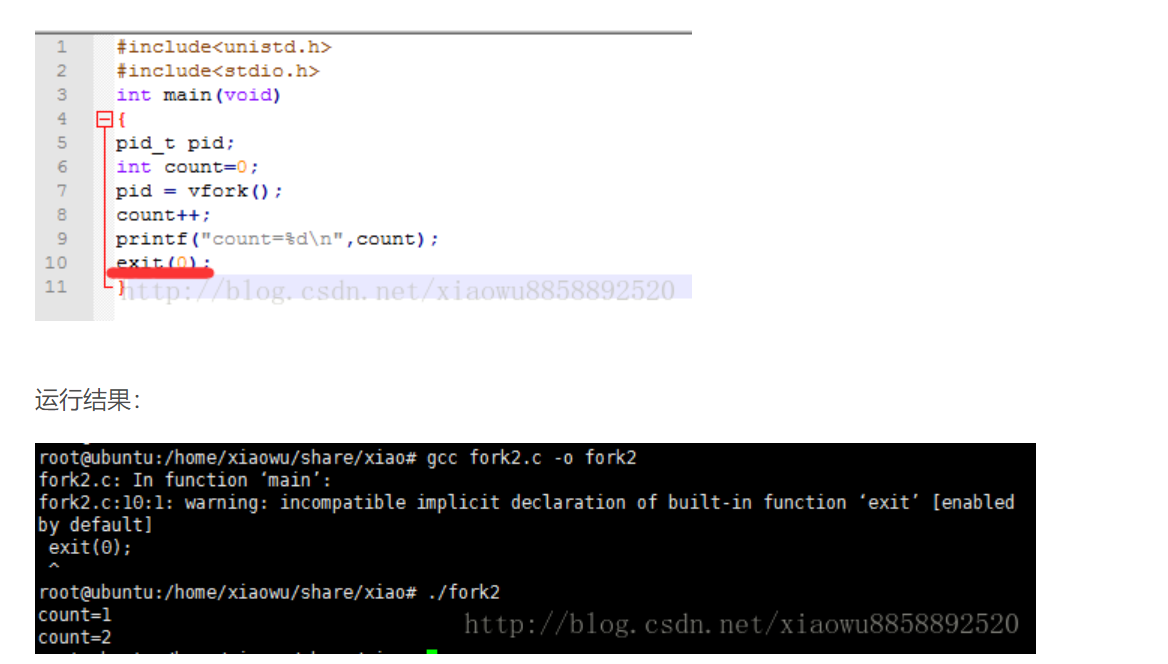 1 #include<unistd.h>
2 #include<stdio.h>
3 int main(void)
4 {
5 pid_t pid;
6 int count=0;
7 pid = vfork();
8 count++;
9 printf("count=%d\n",count);
10 exit(0);
11 }
http://blog.csdn.net/xiaowu8858892520
运行结果:
root@ubuntu:/home/xiaowu/share/xiao# gcc fork2.c -o fork2
fork2.c: In function ‘main’:
fork2.c:10:1: warning: incompatible implicit declaration of built-in function ‘exit’ [enabled
by default]
exit(0);
^
root@ubuntu:/home/xiaowu/share/xiao# ./fork2
count=1
http://blog.csdn.net/xiaowu8858892520
count=2